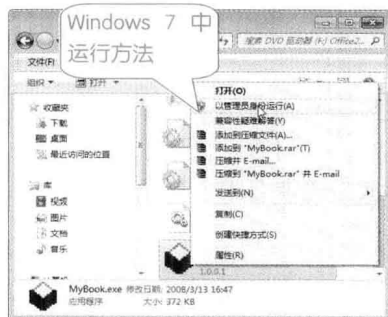 Windows 7 中
运行方法
搜索 DVD 驱动器 (F:) Office2...
文件(F)
组织
打开
收藏夹
下载
桌面
最近访问的位置
库
视频
图片
文档
音乐
打开(O)
以管理员身份运行(A)
兼容性疑难解答(Y)
添加到压缩文件(A)...
添加到 "MyBook.rar"(T)
压缩并 E-mail...
压缩到 "MyBook.rar" 并 E-mail
发送到(N)
复制(C)
创建快捷方式(S)
属性(R)
1.0.0.1
MyBook.exe 修改日期: 2008/3/13 16:47
应用程序 大小: 372 KB